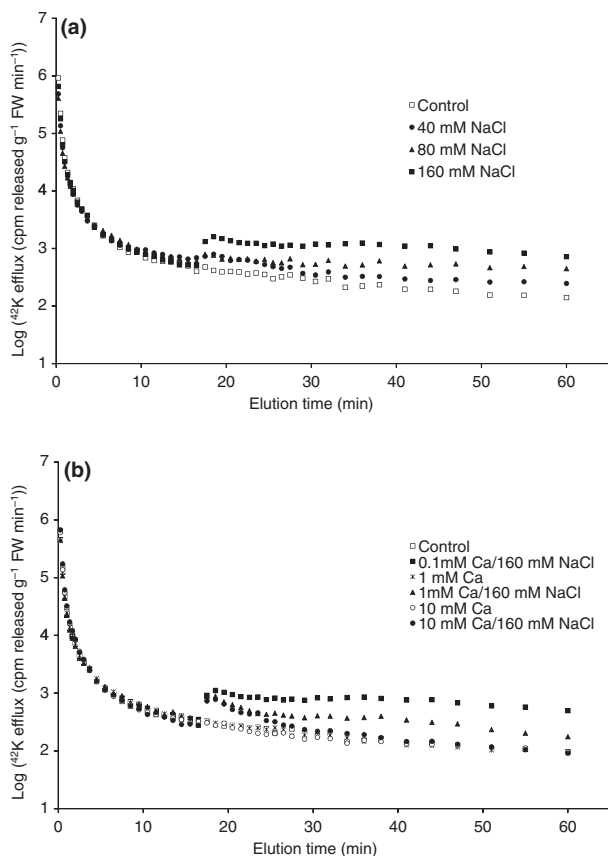 (a)
7
6
5
4
3
2
1
Log (⁴²K efflux (cpm released g⁻¹ FW min⁻¹))
□ Control
● 40 mM NaCl
▲ 80 mM NaCl
■ 160 mM NaCl
0 10 20 30 40 50 60
Elution time (min)
(b)
7
6
5
4
3
2
1
Log (⁴²K efflux (cpm released g⁻¹ FW min⁻¹))
Control
0.1mM Ca/160 mM NaCl
1 mM Ca
1mM Ca/160 mM NaCl
10 mM Ca
10 mM Ca/160 mM NaCl
0 10 20 30 40 50 60
Elution time (min)